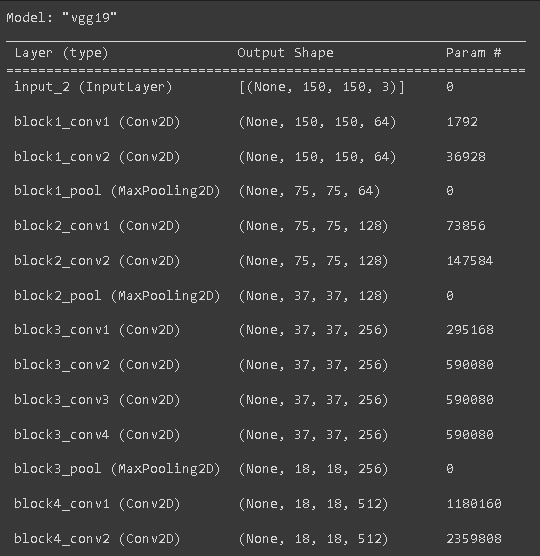 Model: "vgg19"
Layer (type) Output Shape Param #
input_2 (InputLayer) [(None, 150, 150, 3)] 0
block1_conv1 (Conv2D) (None, 150, 150, 64) 1792
block1_conv2 (Conv2D) (None, 150, 150, 64) 36928
block1_pool (MaxPooling2D) (None, 75, 75, 64) 0
block2_conv1 (Conv2D) (None, 75, 75, 128) 73856
block2_conv2 (Conv2D) (None, 75, 75, 128) 147584
block2_pool (MaxPooling2D) (None, 37, 37, 128) 0
block3_conv1 (Conv2D) (None, 37, 37, 256) 295168
block3_conv2 (Conv2D) (None, 37, 37, 256) 590080
block3_conv3 (Conv2D) (None, 37, 37, 256) 590080
block3_conv4 (Conv2D) (None, 37, 37, 256) 590080
block3_pool (MaxPooling2D) (None, 18, 18, 256) 0
block4_conv1 (Conv2D) (None, 18, 18, 512) 1180160
block4_conv2 (Conv2D) (None, 18, 18, 512) 2359808